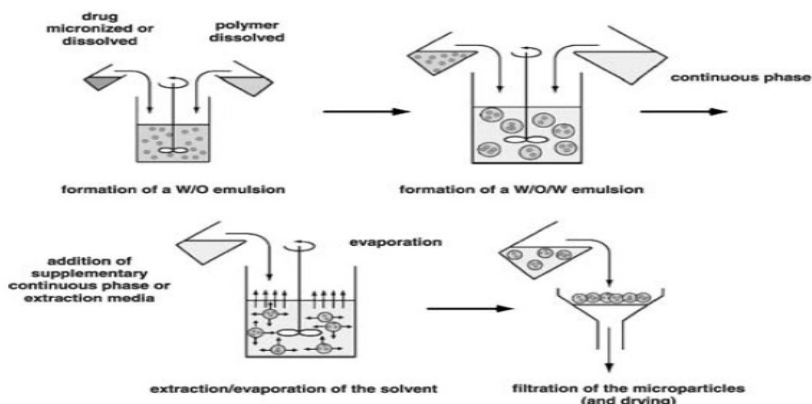 drug
micronized or
dissolved
polymer
dissolved
continuous phase
formation of a W/O emulsion
formation of a W/O/W emulsion
addition of
supplementary
continuous phase or
extraction media
evaporation
extraction/evaporation of the solvent
filtration of the microparticles
(and drying)